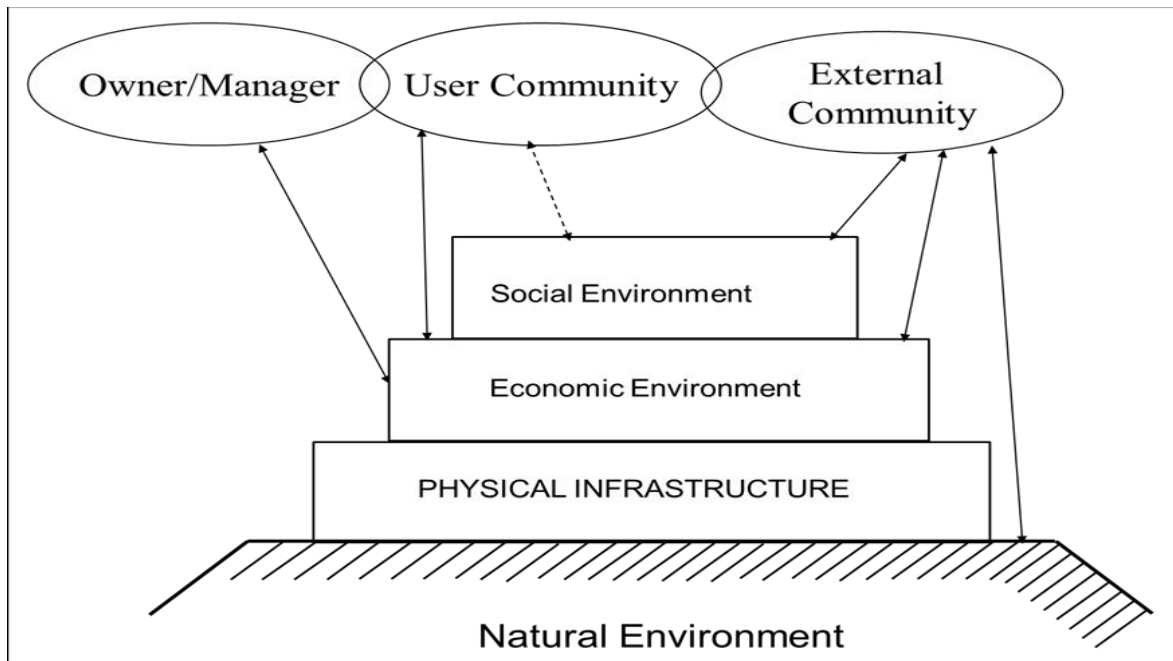 Owner/Manager
User Community
External
Community
Social Environment
Economic Environment
PHYSICAL INFRASTRUCTURE
Natural Environment